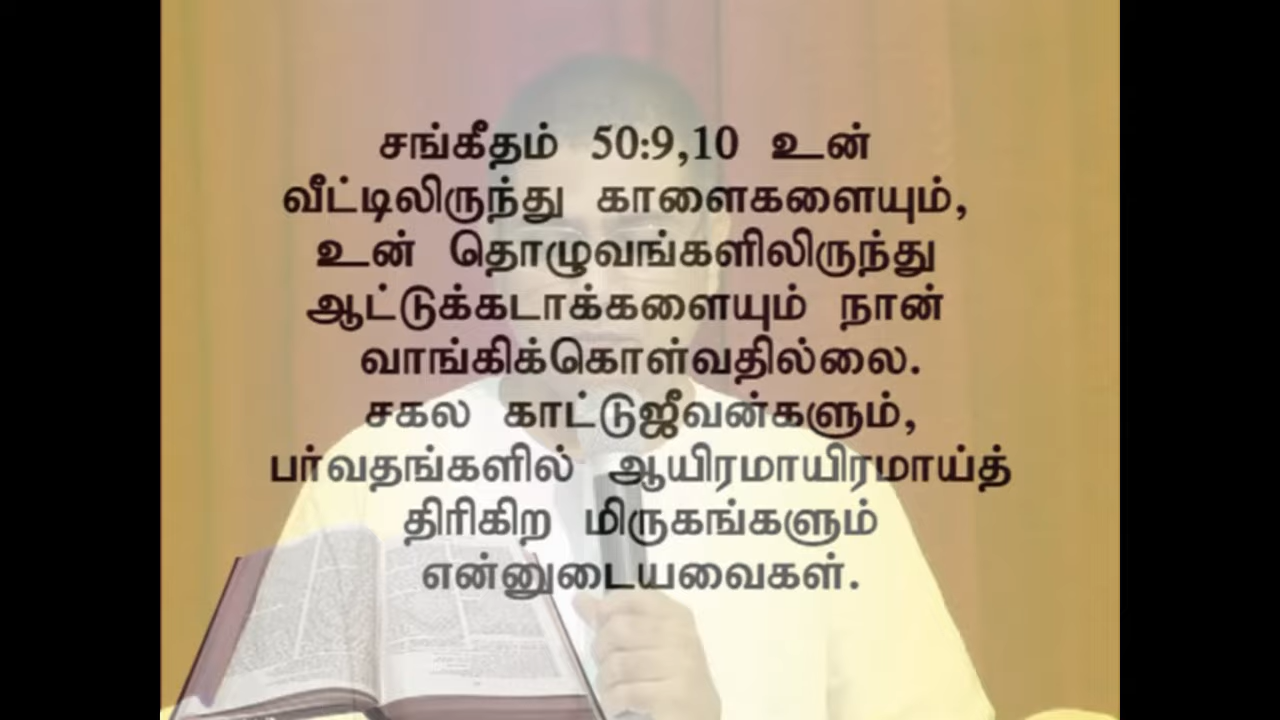 சங்கீதம் 50:9,10 உன்
வீட்டிலிருந்து காளைகளையும்,
உன் தொழுவங்களிலிருந்து
ஆட்டுக்கடாக்களையும் நான்
வாங்கிக்கொள்வதில்லை.
சகல காட்டுஜீவன்களும்,
பர்வதங்களில் ஆயிரமாயிரமாய்த்
திரிகிற மிருகங்களும்
என்னுடையவைகள்.